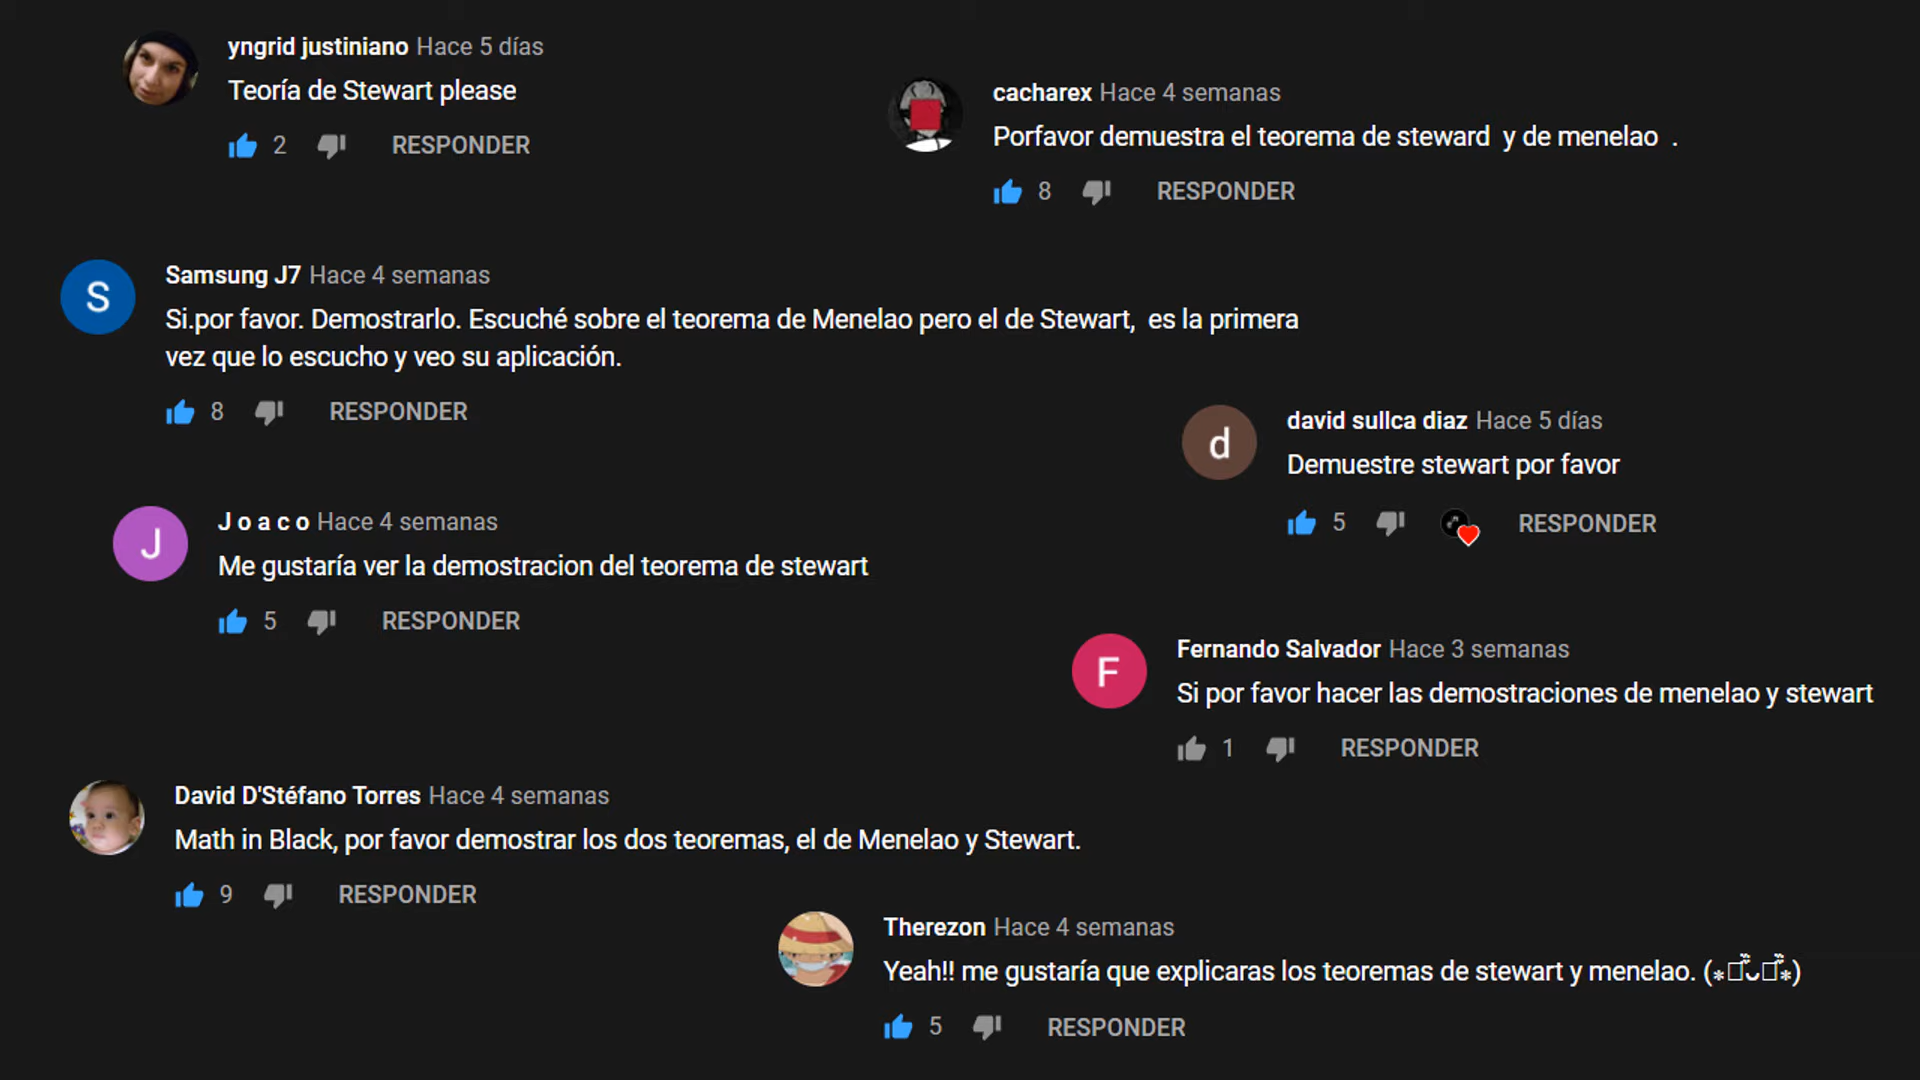 yngrid justiniano Hace 5 días
Teoría de Stewart please
2 RESPONDER
cacharex Hace 4 semanas
Porfavor demuestra el teorema de steward y de menelao .
8 RESPONDER
S
Samsung J7 Hace 4 semanas
Si.por favor. Demostrarlo. Escuché sobre el teorema de Menelao pero el de Stewart, es la primera
vez que lo escucho y veo su aplicación.
8 RESPONDER
d
david sullca diaz Hace 5 días
Demuestre stewart por favor
5 RESPONDER
J
J o a c o Hace 4 semanas
Me gustaría ver la demostracion del teorema de stewart
5 RESPONDER
F
Fernando Salvador Hace 3 semanas
Si por favor hacer las demostraciones de menelao y stewart
1 RESPONDER
David D'Stéfano Torres Hace 4 semanas
Math in Black, por favor demostrar los dos teoremas, el de Menelao y Stewart.
9 RESPONDER
Therezon Hace 4 semanas
Yeah!! me gustaría que explicaras los teoremas de stewart y menelao.
5 RESPONDER